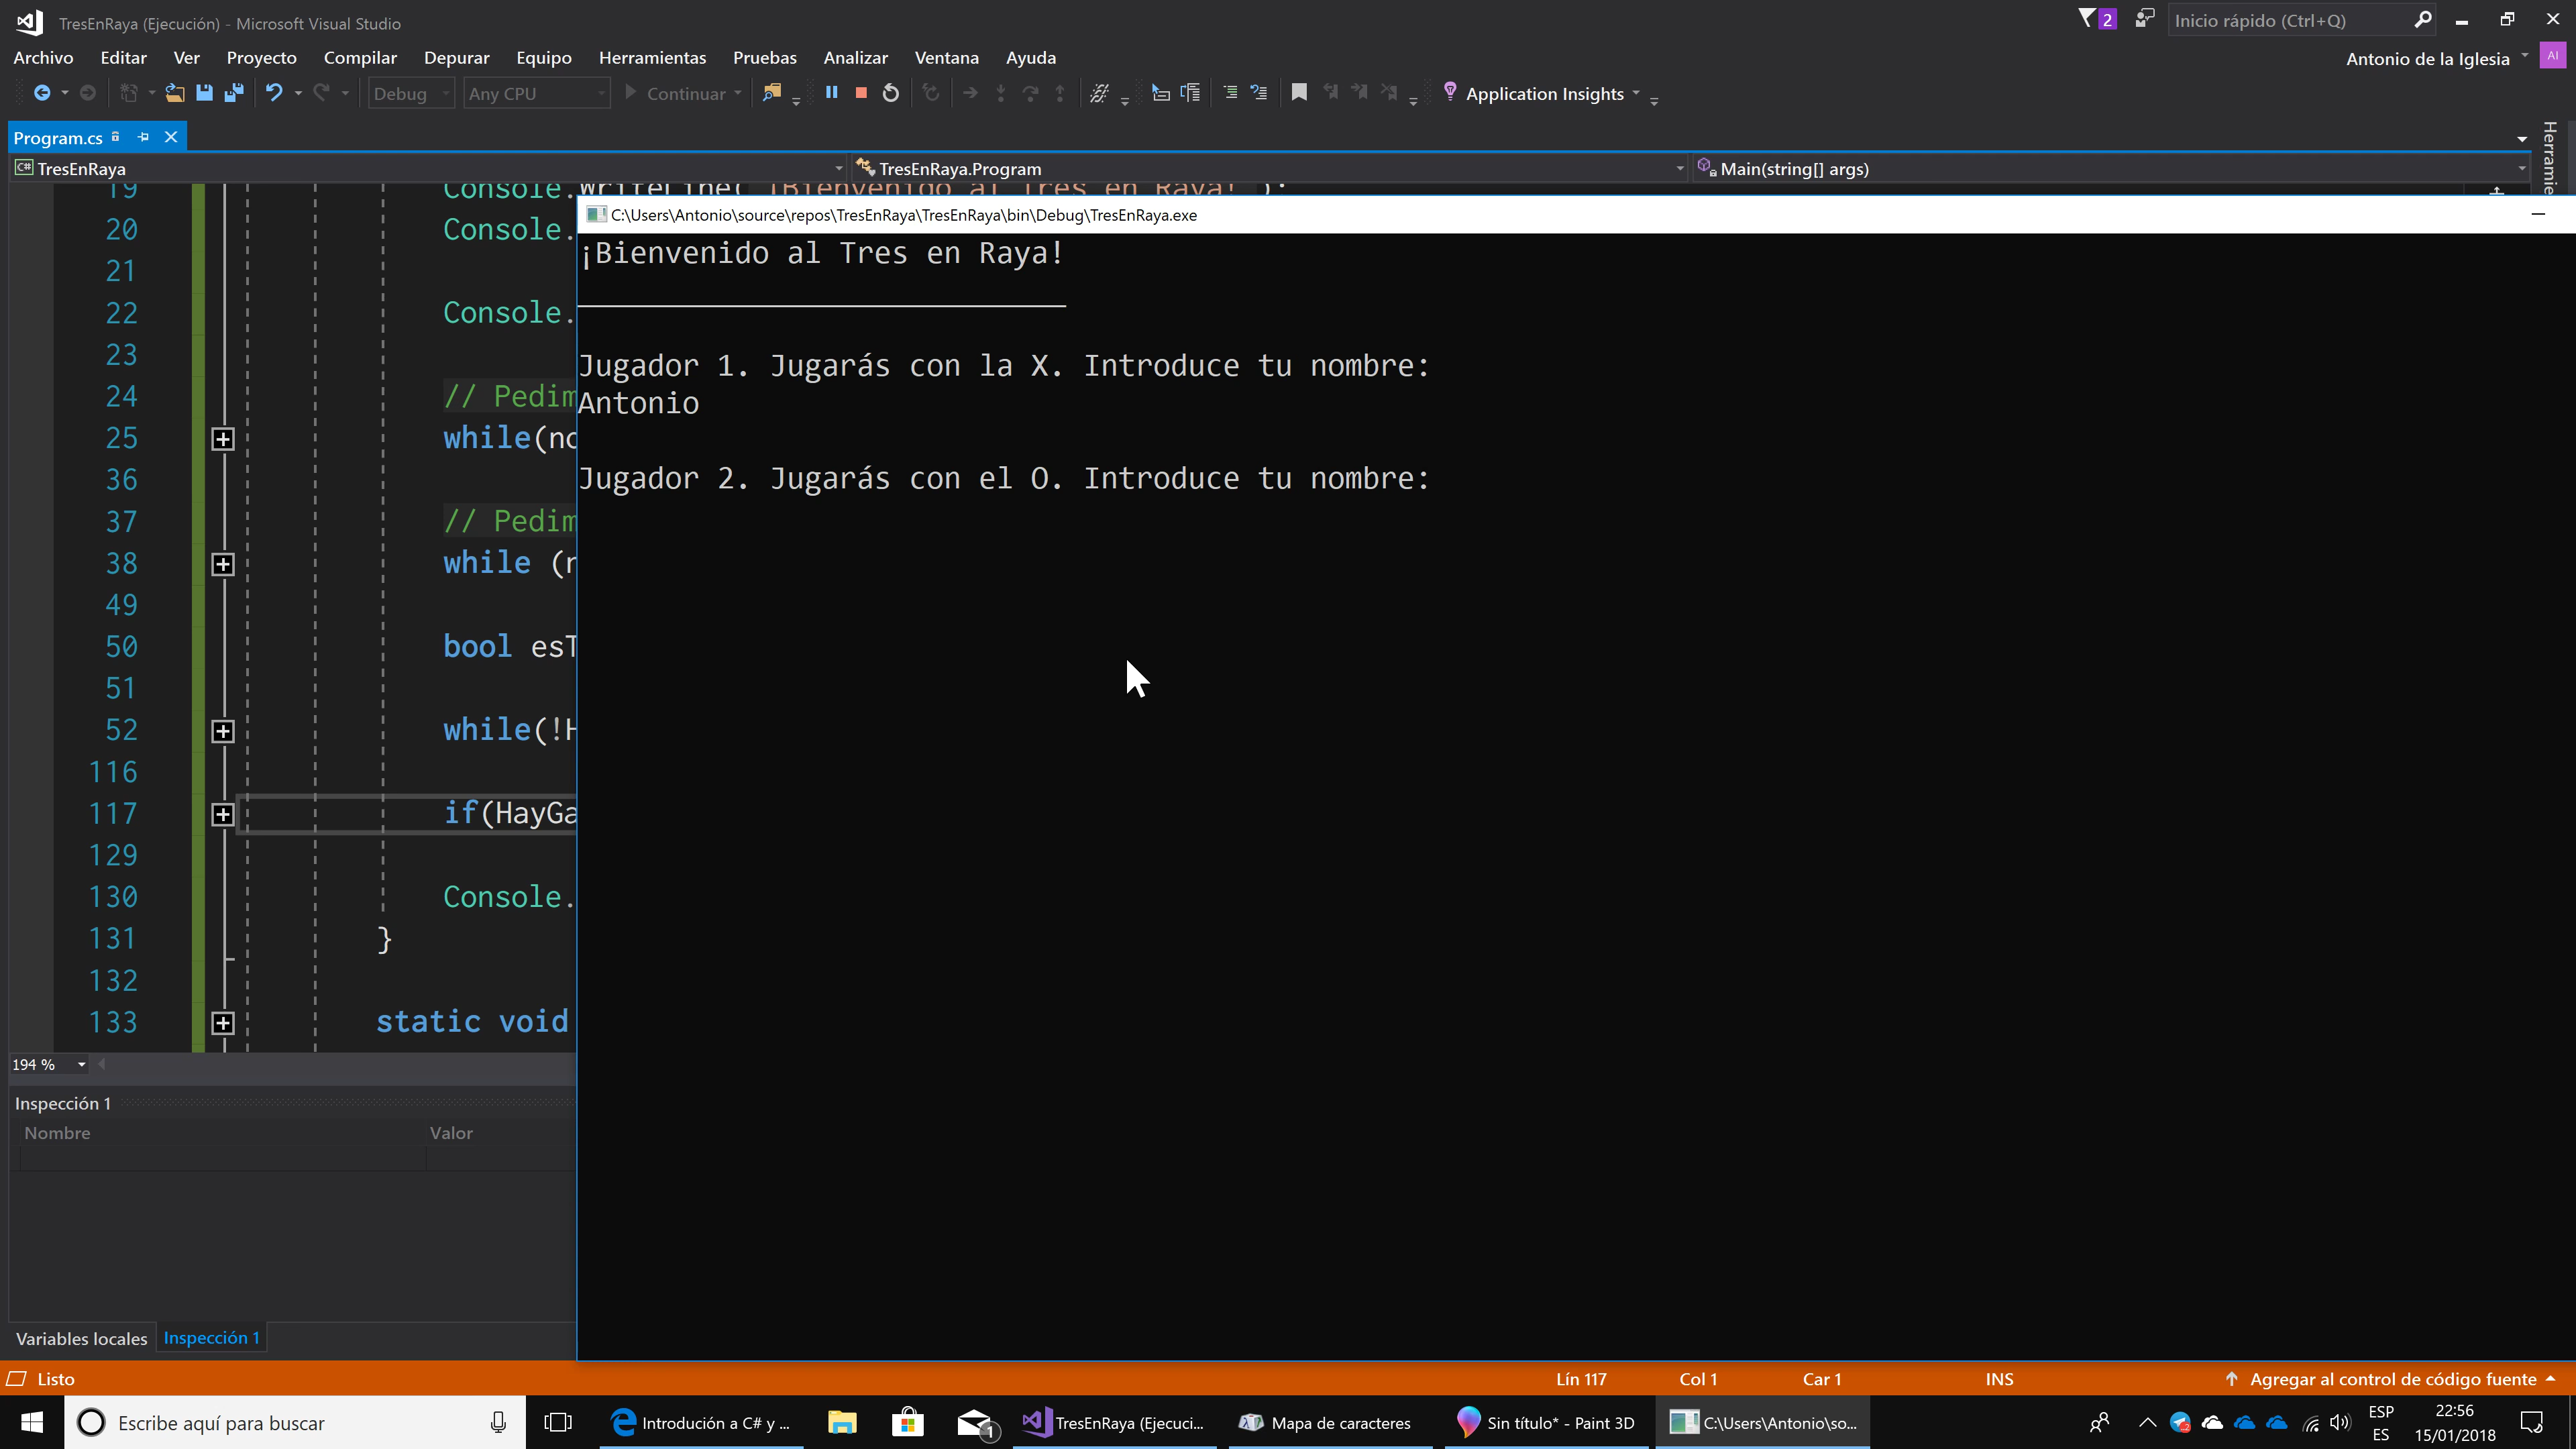 TresEnRaya (Ejecución) - Microsoft Visual Studio
2
Inicio rápido (Ctrl+Q)
Archivo Editar Ver Proyecto Compilar Depurar Equipo Herramientas Pruebas Analizar Ventana Ayuda
Antonio de la Iglesia
AI
Debug Any CPU Continuar Application Insights
Program.cs
TresEnRaya
TresEnRaya.Program
Main(string[] args)
19 Console.WriteLine("¡Bienvenido al Tres en Raya!");
C:\Users\Antonio\source\repos\TresEnRaya\TresEnRaya\bin\Debug\TresEnRaya.exe
20 Console.
21
22 Console.
23
24 // Pedim
25 while(no
36
37 // Pedim
38 while (n
49
50 bool esT
51
52 while(!H
116
117 if(HayGa
129
130 Console.
131 }
132
133 static void
¡Bienvenido al Tres en Raya!
Jugador 1. Jugarás con la X. Introduce tu nombre:
Antonio
Jugador 2. Jugarás con el O. Introduce tu nombre:
194 %
Inspección 1
Nombre Valor
Variables locales Inspección 1
Listo
Lín 117 Col 1 Car 1 INS
Agregar al control de código fuente
Escribe aquí para buscar
Introdución a C# y ...
1
TresEnRaya (Ejecuci...
Mapa de caracteres
Sin título* - Paint 3D
C:\Users\Antonio\so...
ESP
ES
22:56
15/01/2018